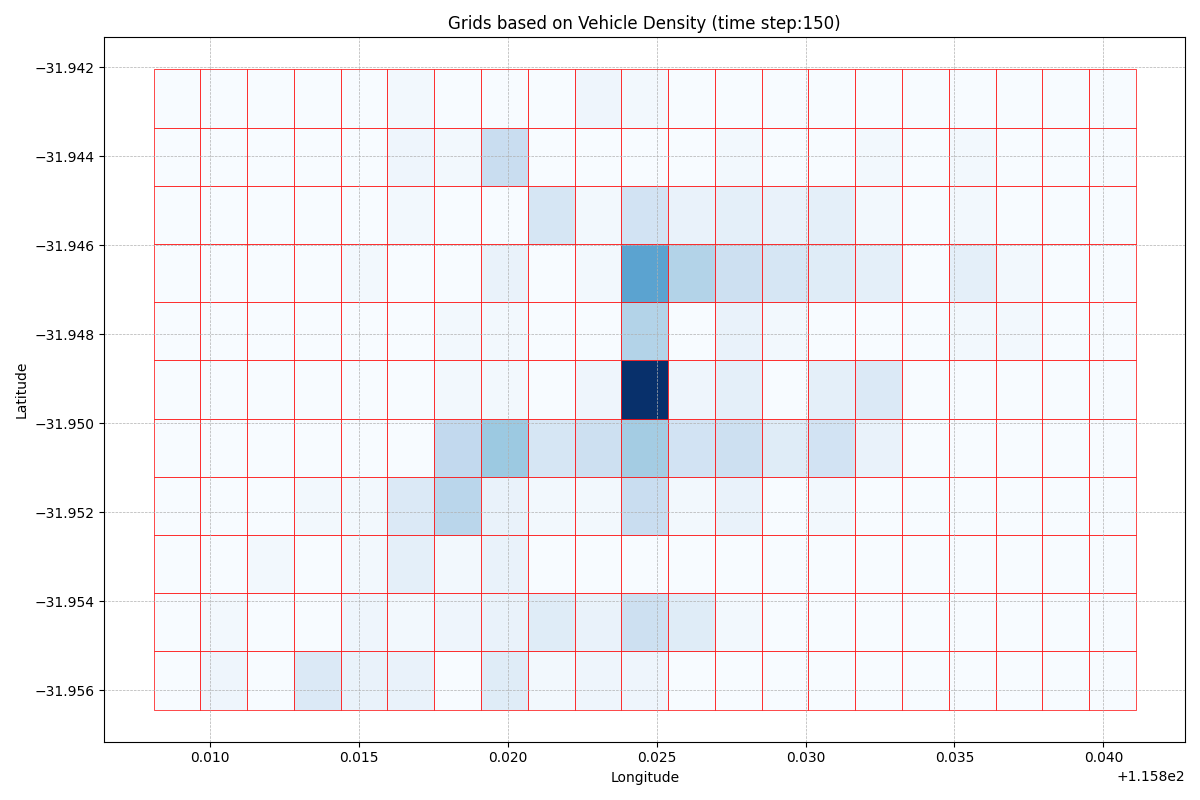 Grids based on Vehicle Density (time step:150)
−31.942
−31.944
−31.946
−31.948
−31.950
−31.952
−31.954
−31.956
Latitude
0.010 0.015 0.020 0.025 0.030 0.035 0.040
Longitude
+1.158e2